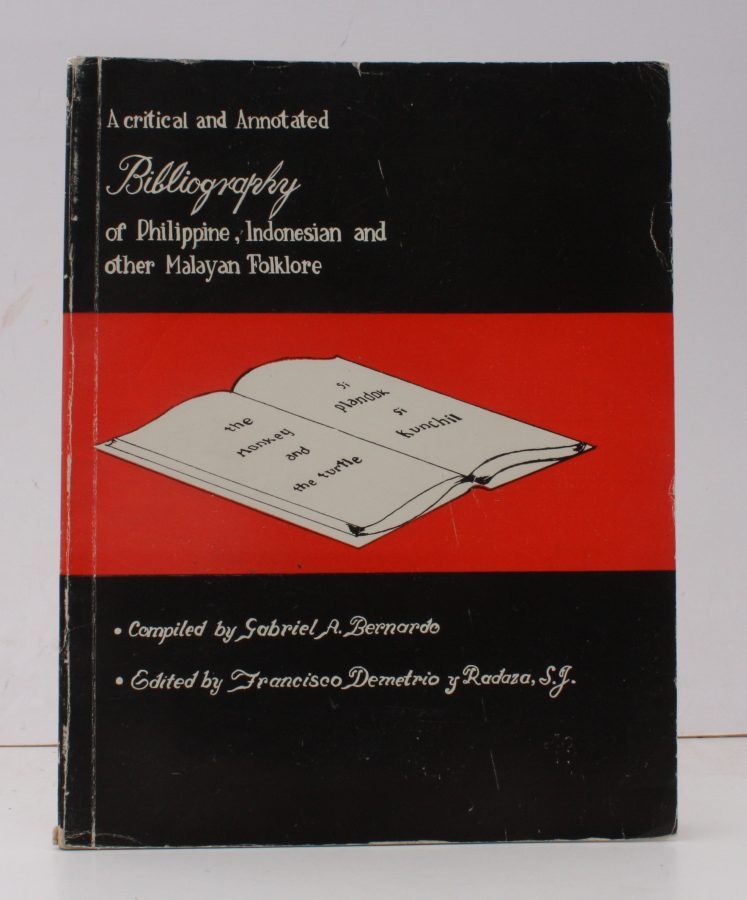 A critical and Annotated
Bibliography
of Philippine, Indonesian and
other Malayan Folklore
the
Monkey
and
the turtle
si
plandok
si
Kunchil
• Compiled by Gabriel A. Bernardo
• Edited by Francisco Demetrio y Radaza, S.J.